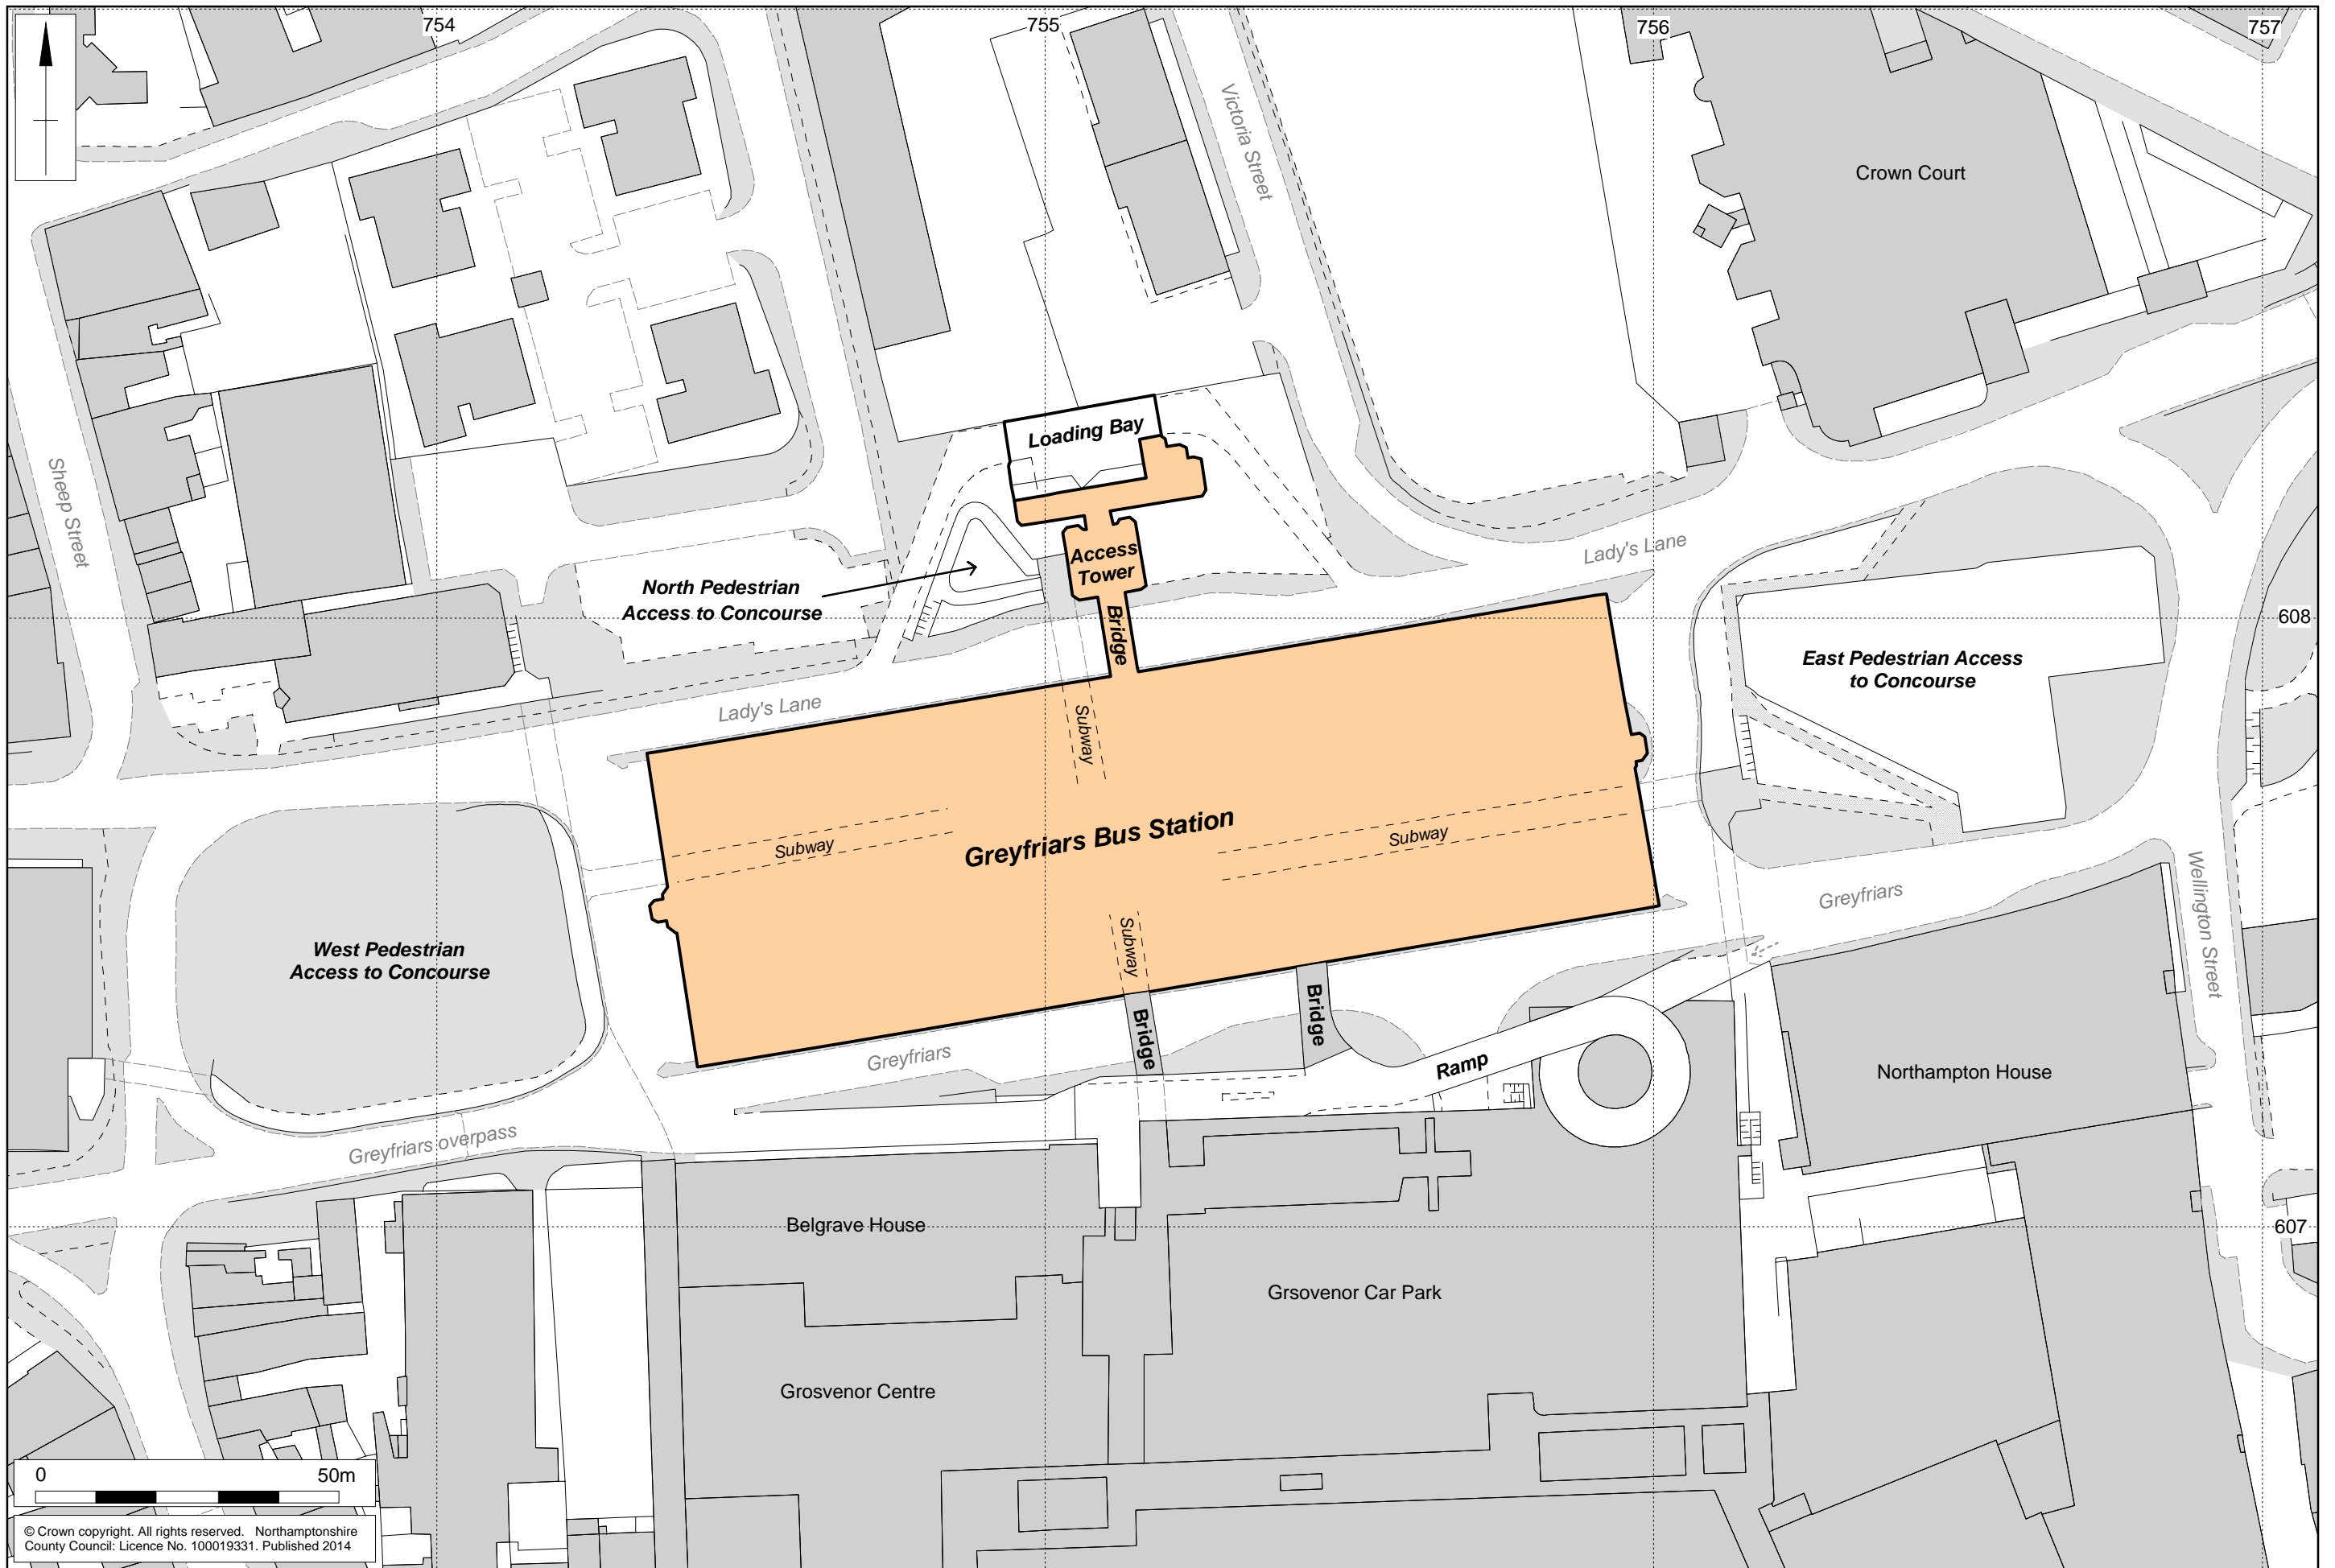 754
755
756
757
Victoria Street
Crown Court
Loading Bay
Sheep Street
Access
Tower
North Pedestrian
Access to Concourse
Bridge
Lady's Lane
608
East Pedestrian Access
to Concourse
Lady's Lane
Subway
Greyfriars Bus Station
Subway
Subway
Subway
West Pedestrian
Access to Concourse
Greyfriars
Wellington Street
Bridge
Bridge
Greyfriars
Ramp
Northampton House
Greyfriars overpass
Belgrave House
607
Grsovenor Car Park
Grosvenor Centre
0 50m
© Crown copyright. All rights reserved. Northamptonshire
County Council: Licence No. 100019331. Published 2014